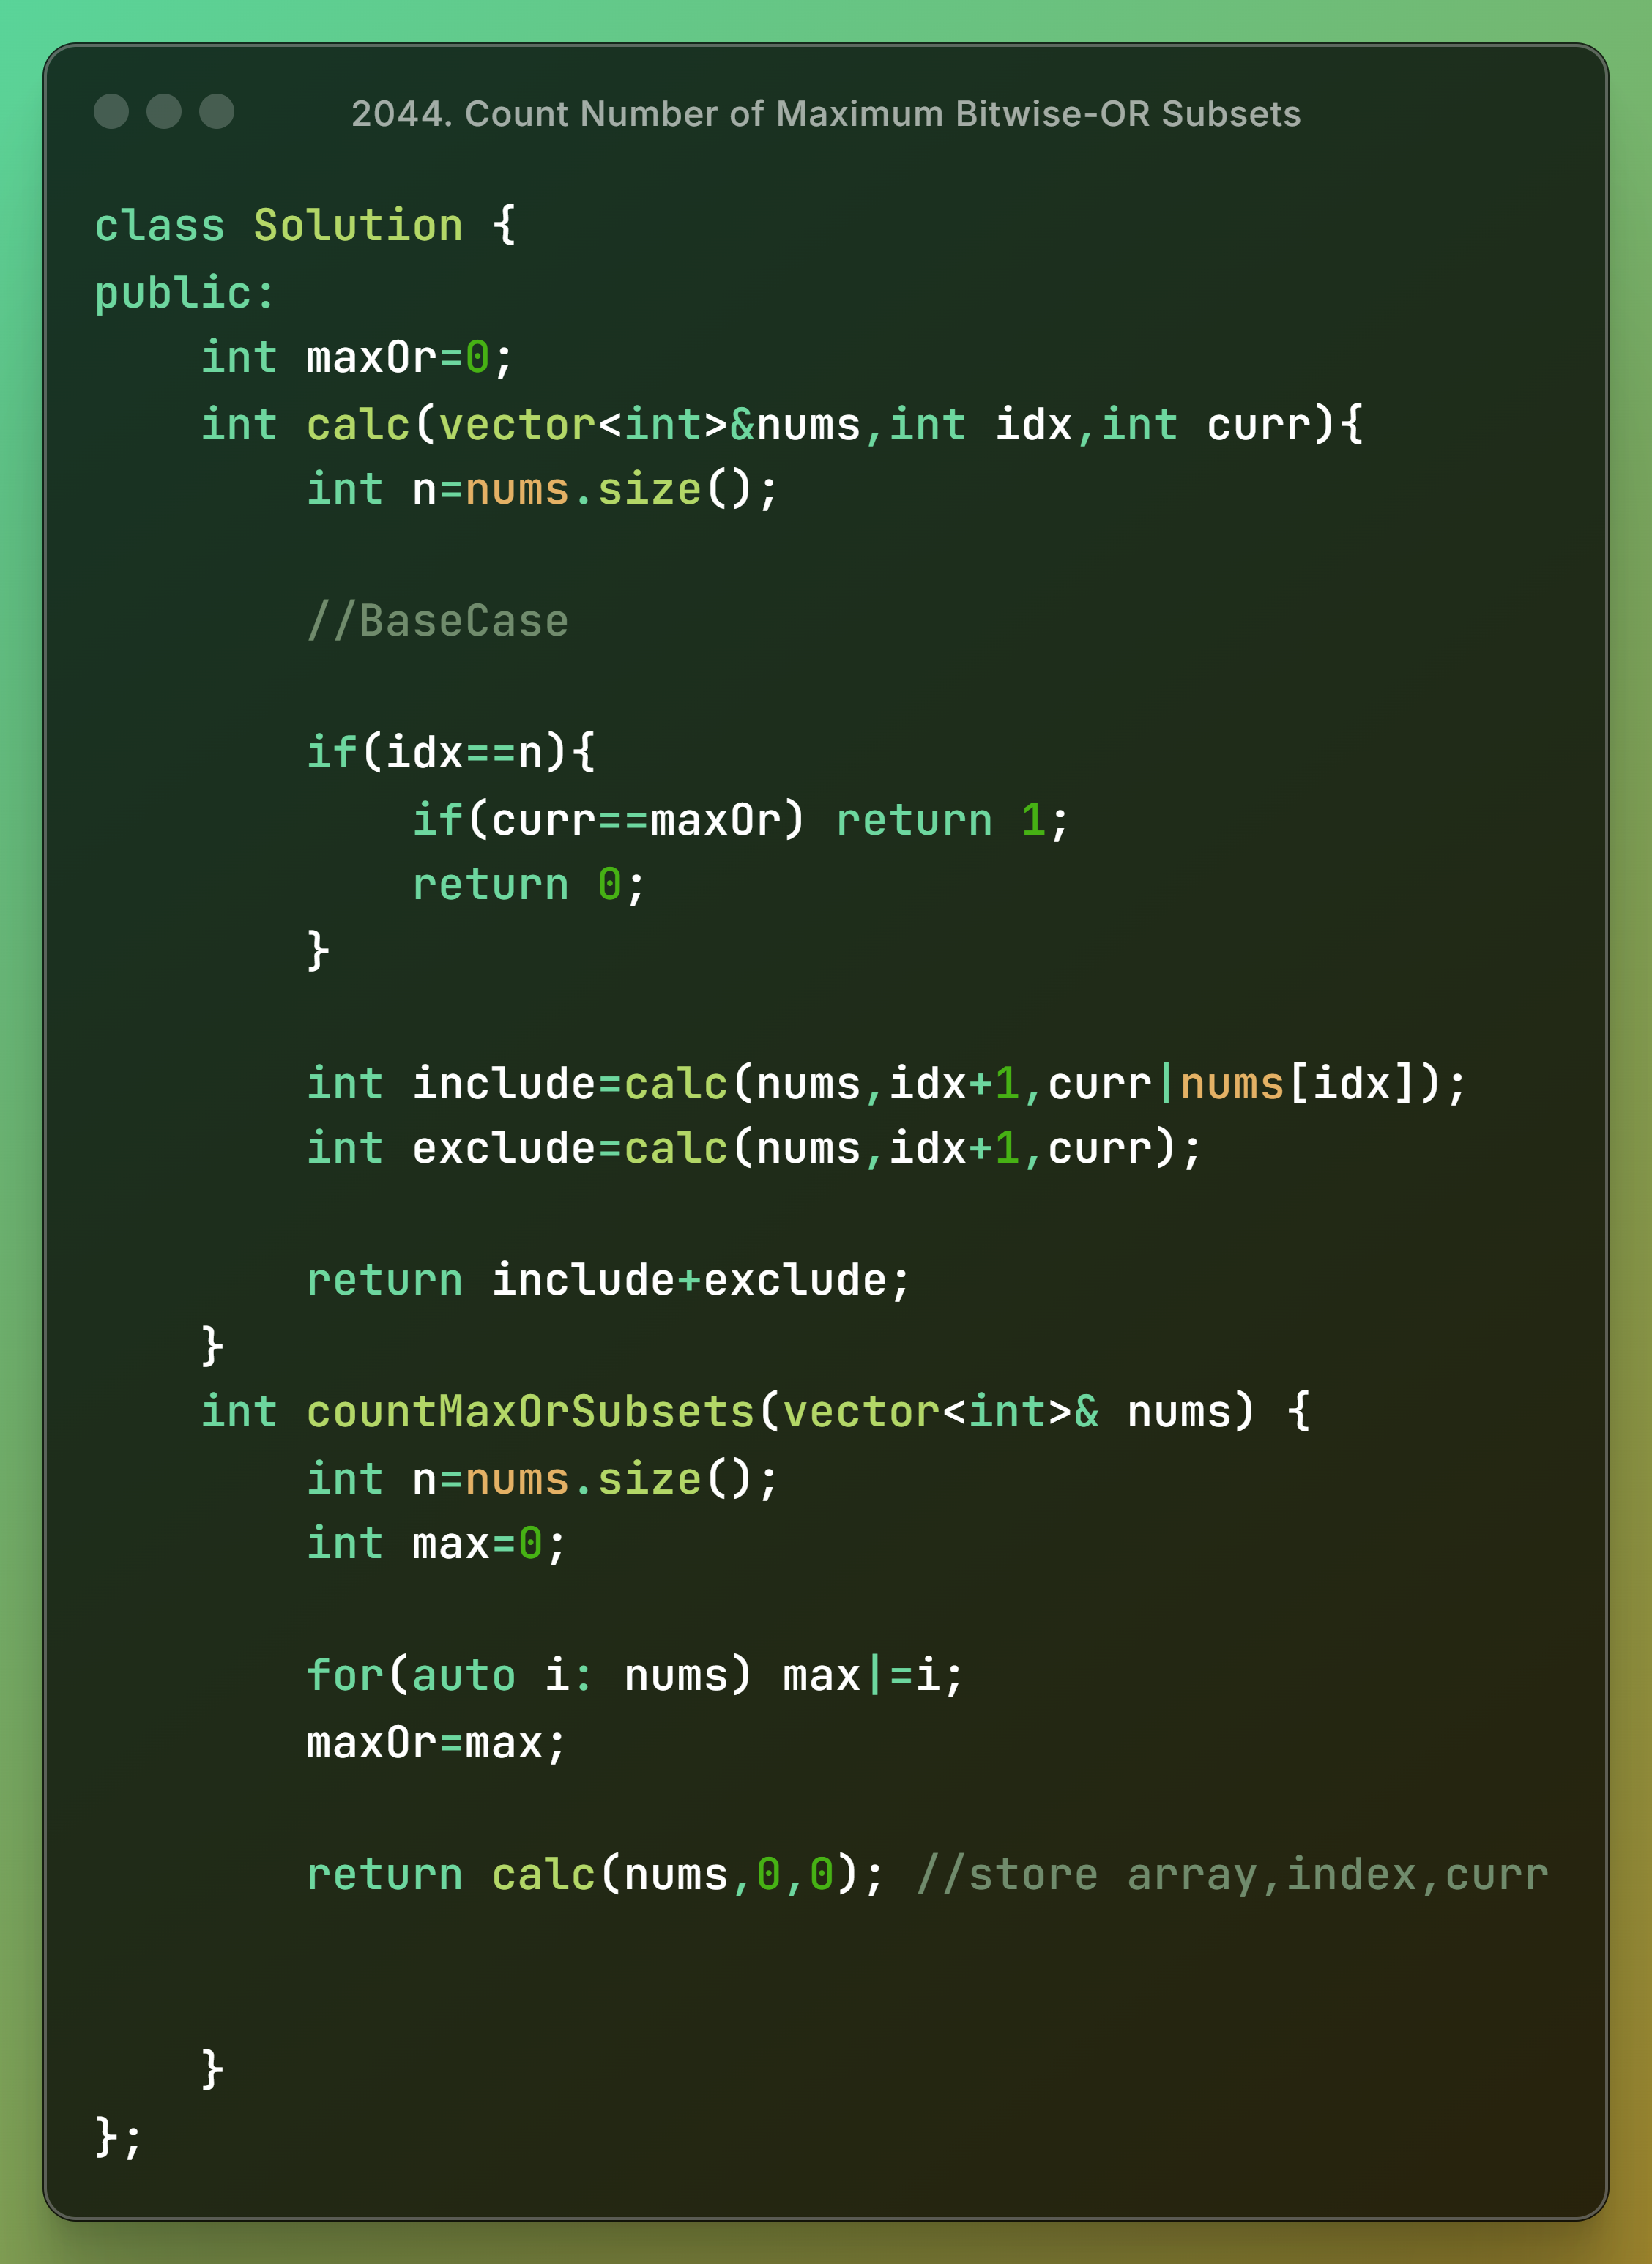 2044. Count Number of Maximum Bitwise-OR Subsets
class Solution {
public:
    int maxOr=0;
    int calc(vector<int>&nums,int idx,int curr){
        int n=nums.size();

        //BaseCase

        if(idx==n){
            if(curr==maxOr) return 1;
            return 0;
        }

        int include=calc(nums,idx+1,curr|nums[idx]);
        int exclude=calc(nums,idx+1,curr);

        return include+exclude;
    }
    int countMaxOrSubsets(vector<int>& nums) {
        int n=nums.size();
        int max=0;

        for(auto i: nums) max|=i;
        maxOr=max;

        return calc(nums,0,0); //store array,index,curr


    }
};